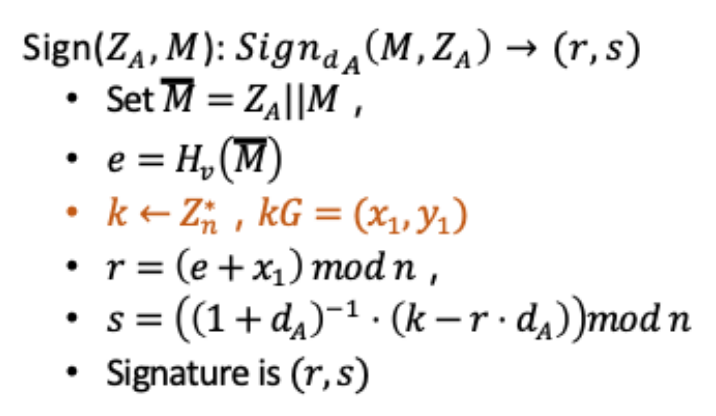 Sign(Z_A, M): Sign_{d_A}(M, Z_A) → (r, s)
• Set M̅ = Z_A||M ,
• e = H_v(M̅)
• k ← Z_n^* , kG = (x_1, y_1)
• r = (e + x_1) mod n ,
• s = ((1 + d_A)^{-1} · (k − r · d_A))mod n
• Signature is (r, s)